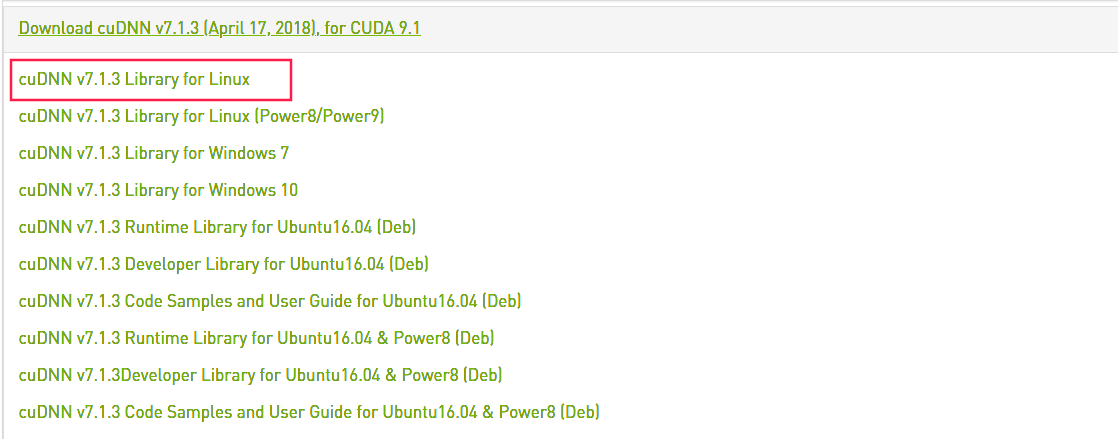 Download cuDNN v7.1.3 (April 17, 2018), for CUDA 9.1
cuDNN v7.1.3 Library for Linux
cuDNN v7.1.3 Library for Linux (Power8/Power9)
cuDNN v7.1.3 Library for Windows 7
cuDNN v7.1.3 Library for Windows 10
cuDNN v7.1.3 Runtime Library for Ubuntu16.04 (Deb)
cuDNN v7.1.3 Developer Library for Ubuntu16.04 (Deb)
cuDNN v7.1.3 Code Samples and User Guide for Ubuntu16.04 (Deb)
cuDNN v7.1.3 Runtime Library for Ubuntu16.04 & Power8 (Deb)
cuDNN v7.1.3Developer Library for Ubuntu16.04 & Power8 (Deb)
cuDNN v7.1.3 Code Samples and User Guide for Ubuntu16.04 & Power8 (Deb)